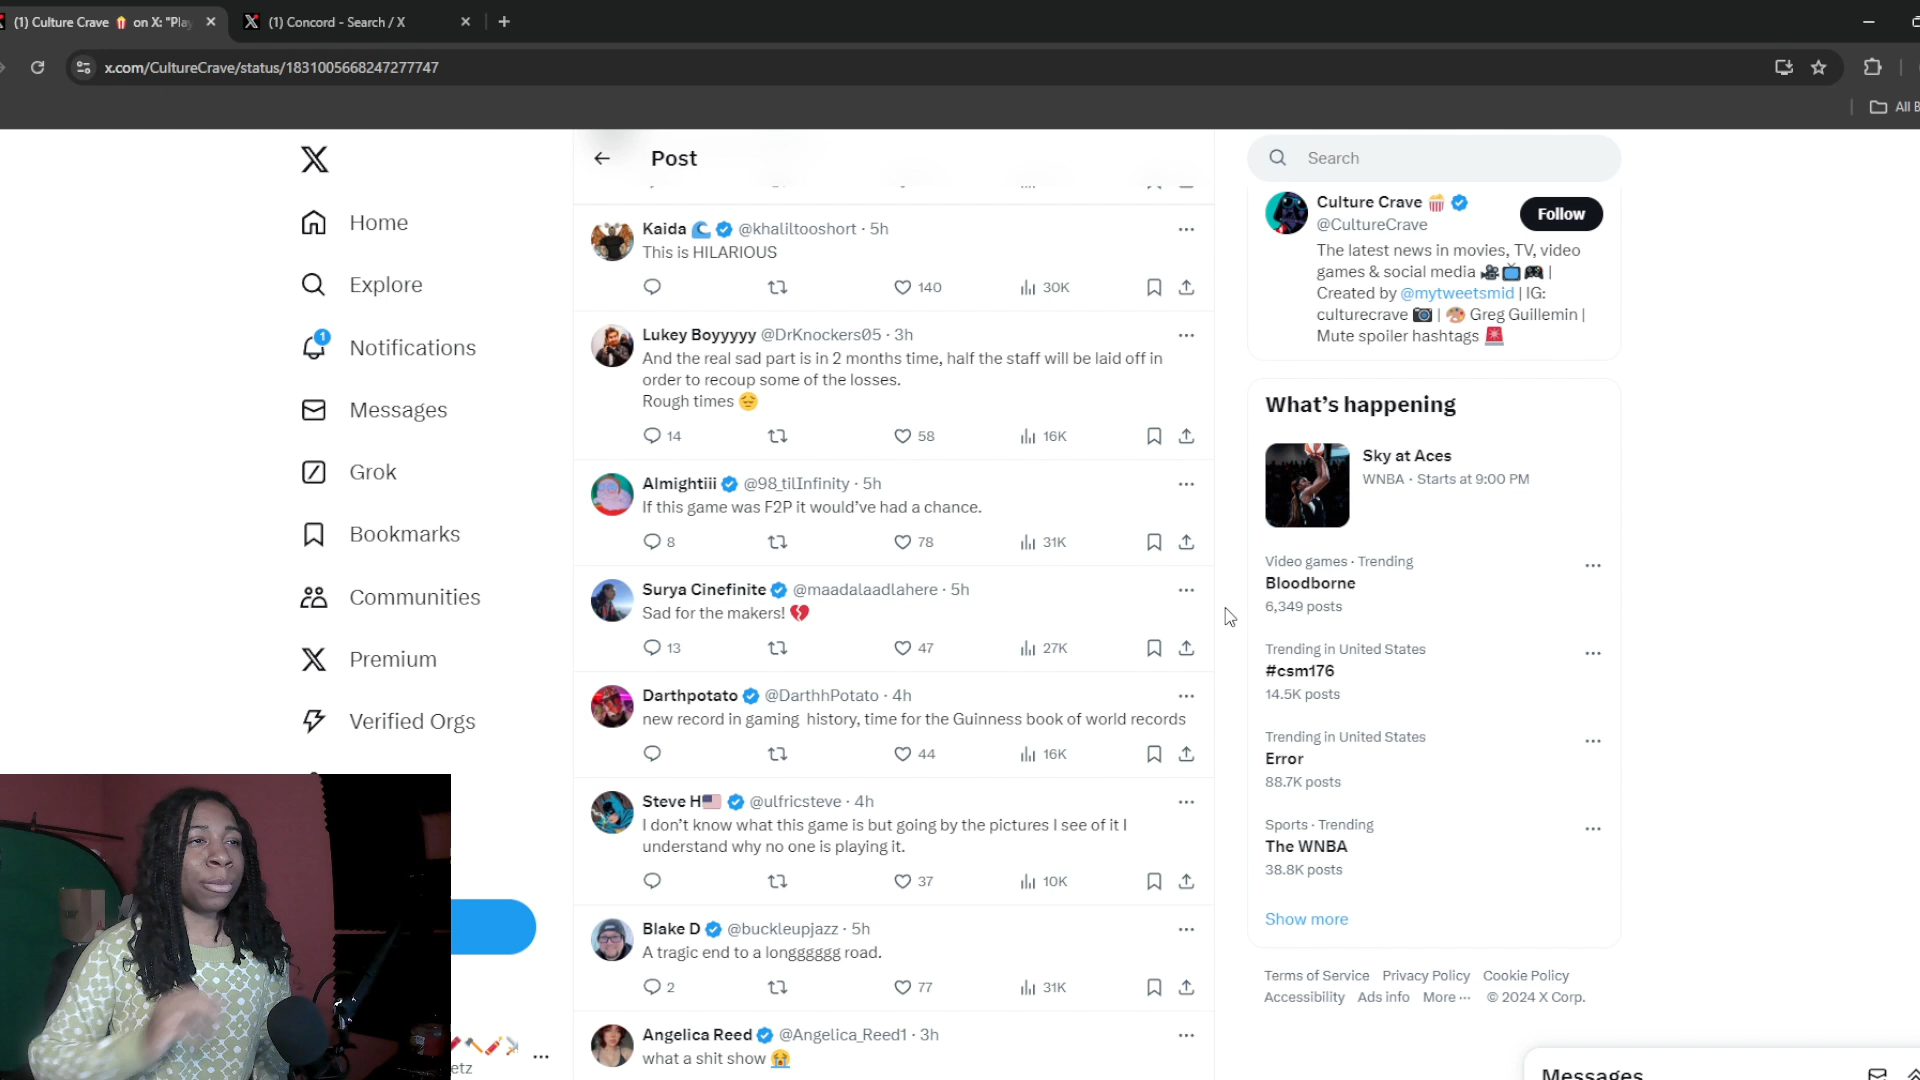 (1) Culture Crave 🍿 on X: "Play
(1) Concord - Search / X
x.com/CultureCrave/status/1831005668247277747
All B
Home
Explore
1
Notifications
Messages
Grok
Bookmarks
Communities
Premium
Verified Orgs
etz
Post
Kaida 🌊 @khaliltooshort · 5h
This is HILARIOUS
140 30K
Lukey Boyyyyy @DrKnockers05 · 3h
And the real sad part is in 2 months time, half the staff will be laid off in
order to recoup some of the losses.
Rough times 😔
14 58 16K
Almightiii @98_tilInfinity · 5h
If this game was F2P it would've had a chance.
8 78 31K
Surya Cinefinite @maadalaadlahere · 5h
Sad for the makers! 💔
13 47 27K
Darthpotato @DarthhPotato · 4h
new record in gaming history, time for the Guinness book of world records
44 16K
Steve H🇺🇸 @ulfricsteve · 4h
I don't know what this game is but going by the pictures I see of it I
understand why no one is playing it.
37 10K
Blake D @buckleupjazz · 5h
A tragic end to a longggggg road.
2 77 31K
Angelica Reed @Angelica_Reed1 · 3h
what a shit show 😭
Search
Culture Crave 🍿
@CultureCrave
Follow
The latest news in movies, TV, video
games & social media 🎥📺🎮 |
Created by @mytweetsmid | IG:
culturecrave 📷 | 🎨 Greg Guillemin |
Mute spoiler hashtags 🚨
What's happening
Sky at Aces
WNBA · Starts at 9:00 PM
Video games · Trending
Bloodborne
6,349 posts
Trending in United States
#csm176
14.5K posts
Trending in United States
Error
88.7K posts
Sports · Trending
The WNBA
38.8K posts
Show more
Terms of Service Privacy Policy Cookie Policy
Accessibility Ads info More ··· © 2024 X Corp.
Messages